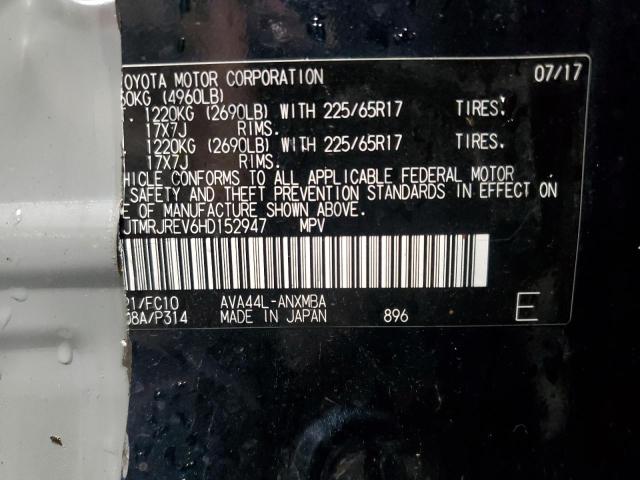 TOYOTA MOTOR CORPORATION 07/17
50KG (4960LB)
1220KG (2690LB) WITH 225/65R17 TIRES:
17X7J RIMS.
1220KG (2690LB) WITH 225/65R17 TIRES.
17X7J RIMS.
HICLE CONFORMS TO ALL APPLICABLE FEDERAL MOTOR
SAFETY AND THEFT PREVENTION STANDARDS IN EFFECT ON
E OF MANUFACTURE SHOWN ABOVE.
JTMRJREV6HD152947 MPV
21/FC10 AVA44L-ANXMBA
58A/P314 MADE IN JAPAN 896 E